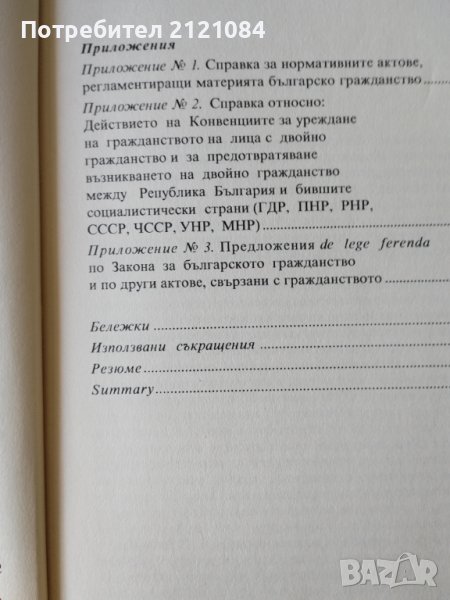 Потребител 2121084
Приложения
Приложение № 1. Справка за нормативните актове,
регламентиращи материята българско гражданство
Приложение № 2. Справка относно:
Действието на Конвенциите за уреждане
на гражданството на лица с двойно
гражданство и за предотвратяване
възникването на двойно гражданство
между Република България и бившите
социалистически страни (ГДР, ПНР, РНР,
СССР, ЧССР, УНР, МНР)
Приложение № 3. Предложения de lege ferenda
по Закона за българското гражданство
и по други актове, свързани с гражданството
Бележки
Използвани съкращения
Резюме
Summary
BAZAR